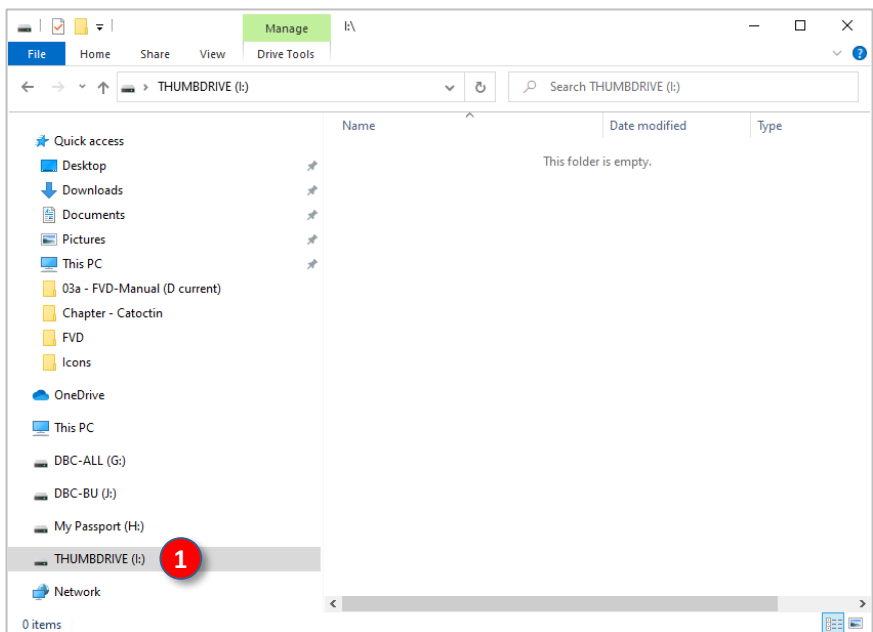 Manage
I:\
File Home Share View Drive Tools
THUMBDRIVE (I:)
Search THUMBDRIVE (I:)
Name Date modified Type
This folder is empty.
Quick access
Desktop
Downloads
Documents
Pictures
This PC
03a - FVD-Manual (D current)
Chapter - Catoctin
FVD
Icons
OneDrive
This PC
DBC-ALL (G:)
DBC-BU (J:)
My Passport (H:)
THUMBDRIVE (I:) 1
Network
0 items